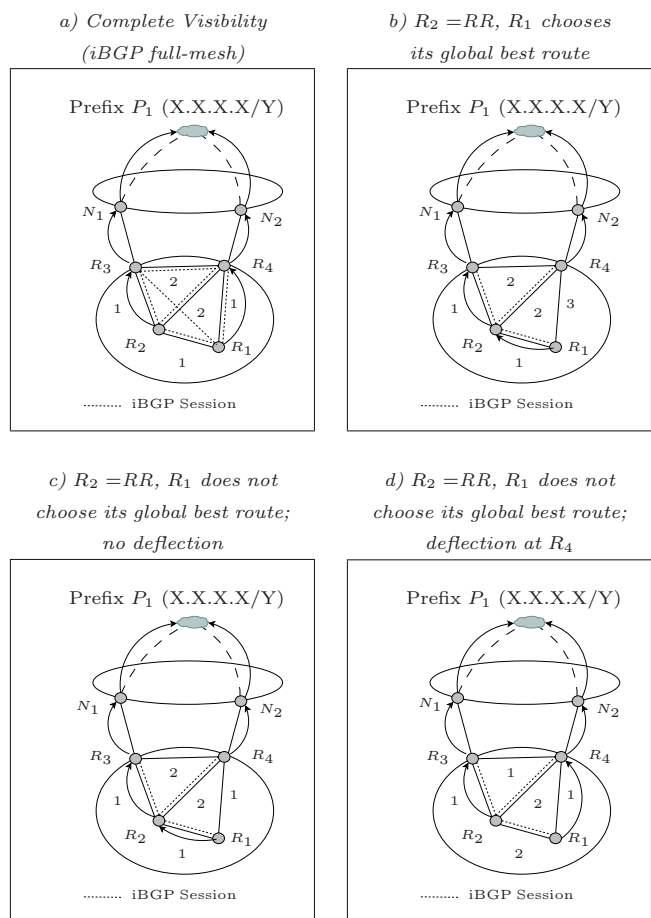 a) Complete Visibility
(iBGP full-mesh)
Prefix P1 (X.X.X.X/Y)
N1
N2
R3
R4
2
1
2
1
R2
R1
1
iBGP Session
b) R2 =RR, R1 chooses
its global best route
Prefix P1 (X.X.X.X/Y)
N1
N2
R3
R4
2
1
2
3
R2
R1
1
iBGP Session
c) R2 =RR, R1 does not
choose its global best route;
no deflection
Prefix P1 (X.X.X.X/Y)
N1
N2
R3
R4
2
1
2
1
R2
R1
1
iBGP Session
d) R2 =RR, R1 does not
choose its global best route;
deflection at R4
Prefix P1 (X.X.X.X/Y)
N1
N2
R3
R4
1
1
2
1
R2
R1
2
iBGP Session